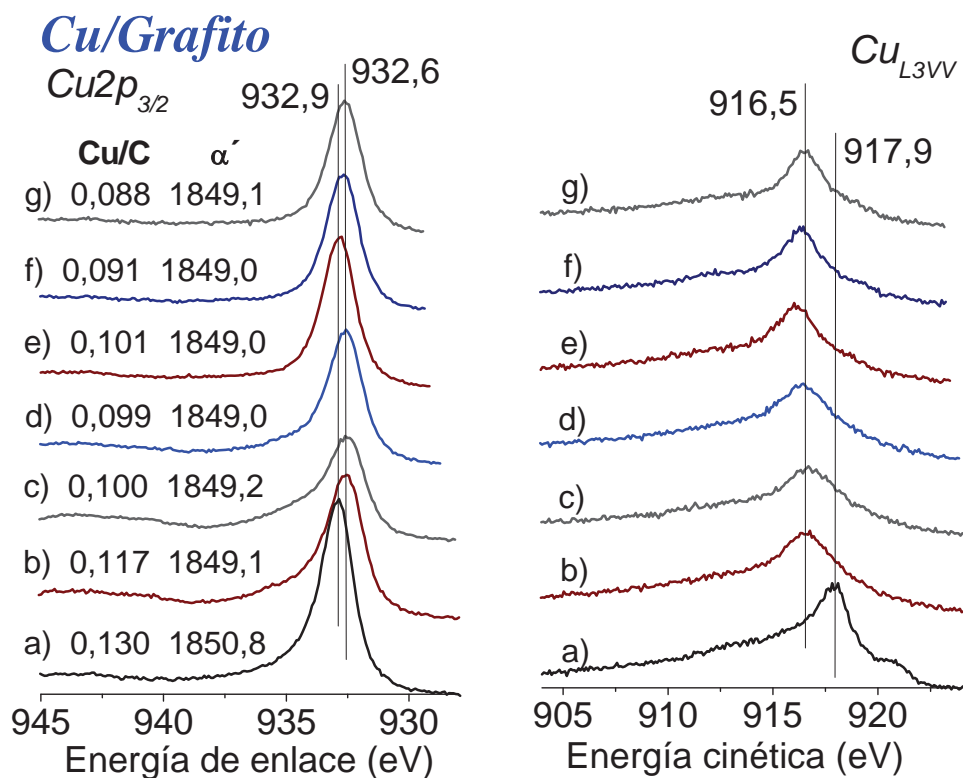 Cu/Grafito
Cu2p3/2
932,9
932,6
Cu/C α´
g) 0,088 1849,1
f) 0,091 1849,0
e) 0,101 1849,0
d) 0,099 1849,0
c) 0,100 1849,2
b) 0,117 1849,1
a) 0,130 1850,8
945 940 935 930
Energía de enlace (eV)
CuL3VV
916,5
917,9
g)
f)
e)
d)
c)
b)
a)
905 910 915 920
Energía cinética (eV)